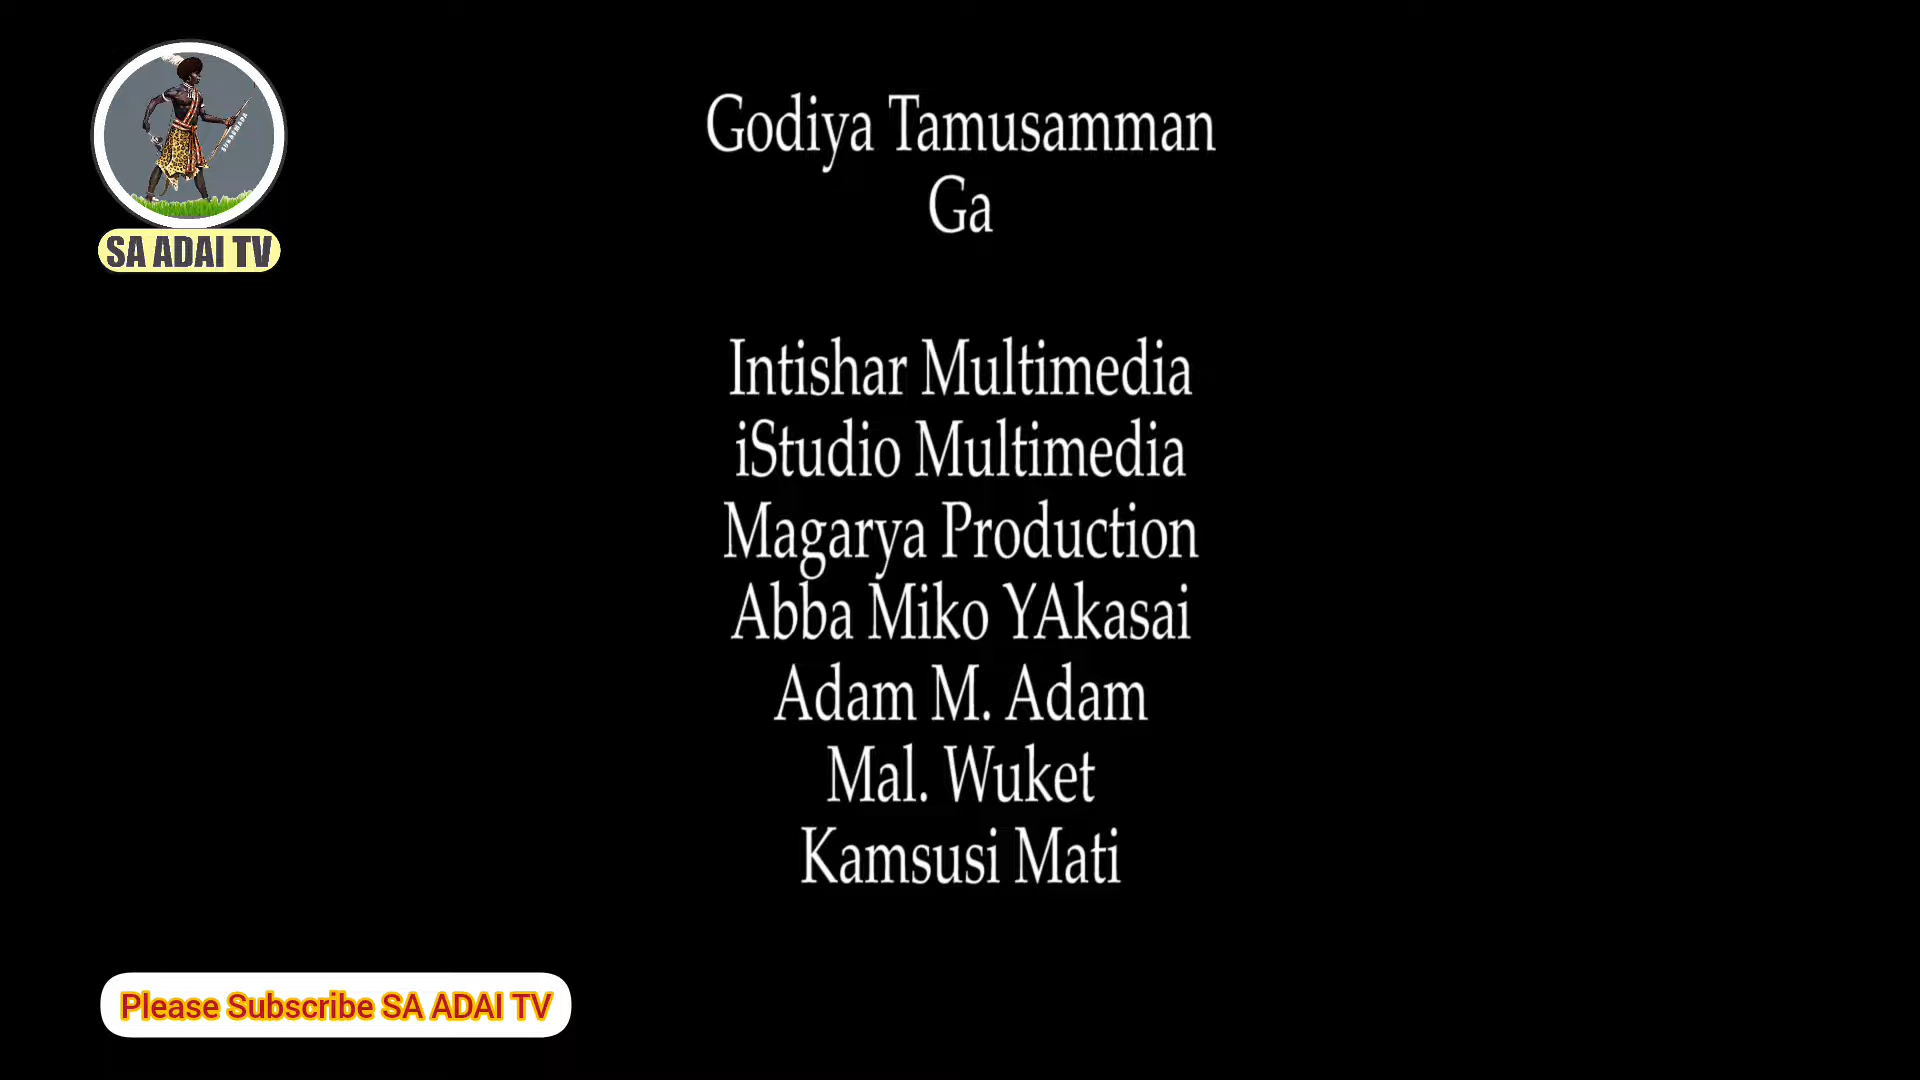 Godiya Tamusamman
Ga
Intishar Multimedia
iStudio Multimedia
Magarya Production
Abba Miko YAkasai
Adam M. Adam
Mal. Wuket
Kamsusi Mati
SA ADAI TV
Please Subscribe SA ADAI TV